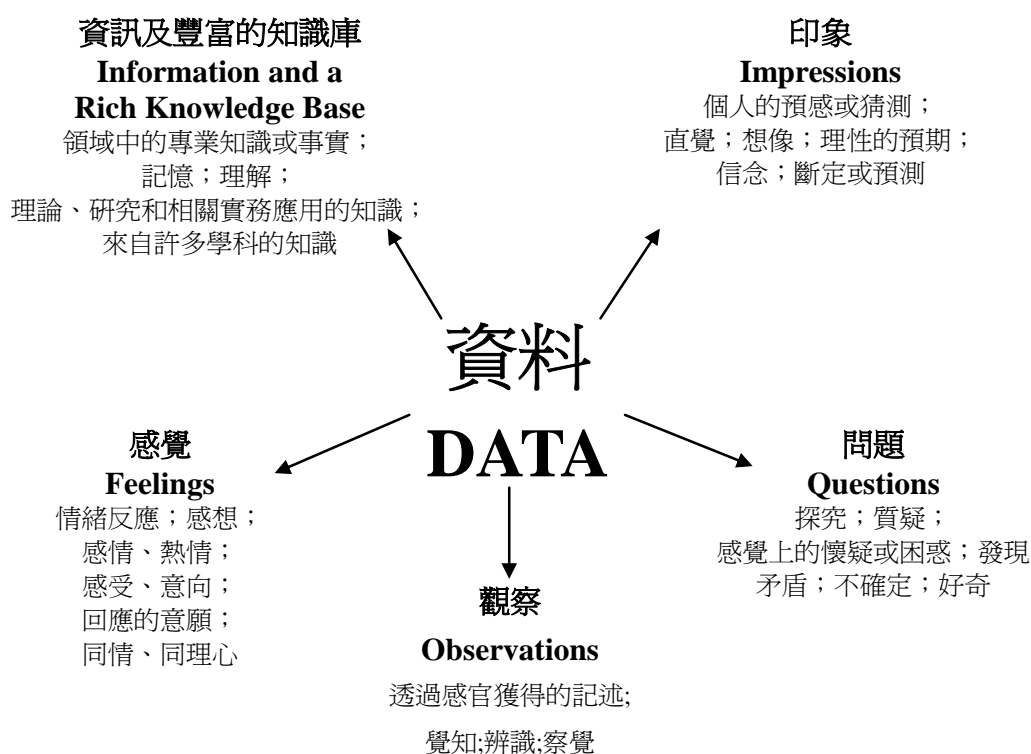 資訊及豐富的知識庫
Information and a
Rich Knowledge Base
領域中的專業知識或事實；
記憶；理解；
理論、研究和相關實務應用的知識；
來自許多學科的知識
印象
Impressions
個人的預感或猜測；
直覺；想像；理性的預期；
信念；斷定或預測
資料
DATA
感覺
Feelings
情緒反應；感想；
感情、熱情；
感受、意向；
回應的意願；
同情、同理心
觀察
Observations
透過感官獲得的記述;
覺知;辨識;察覺
問題
Questions
探究；質疑；
感覺上的懷疑或困惑；發現
矛盾；不確定；好奇